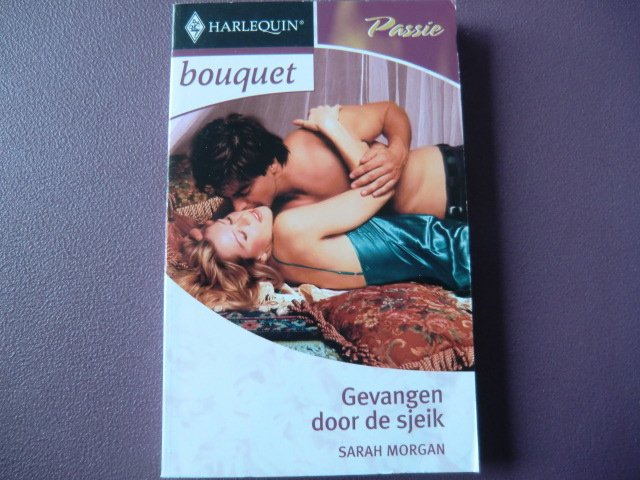 HARLEQUIN®
Passie
bouquet
Gevangen
door de sjeik
SARAH MORGAN